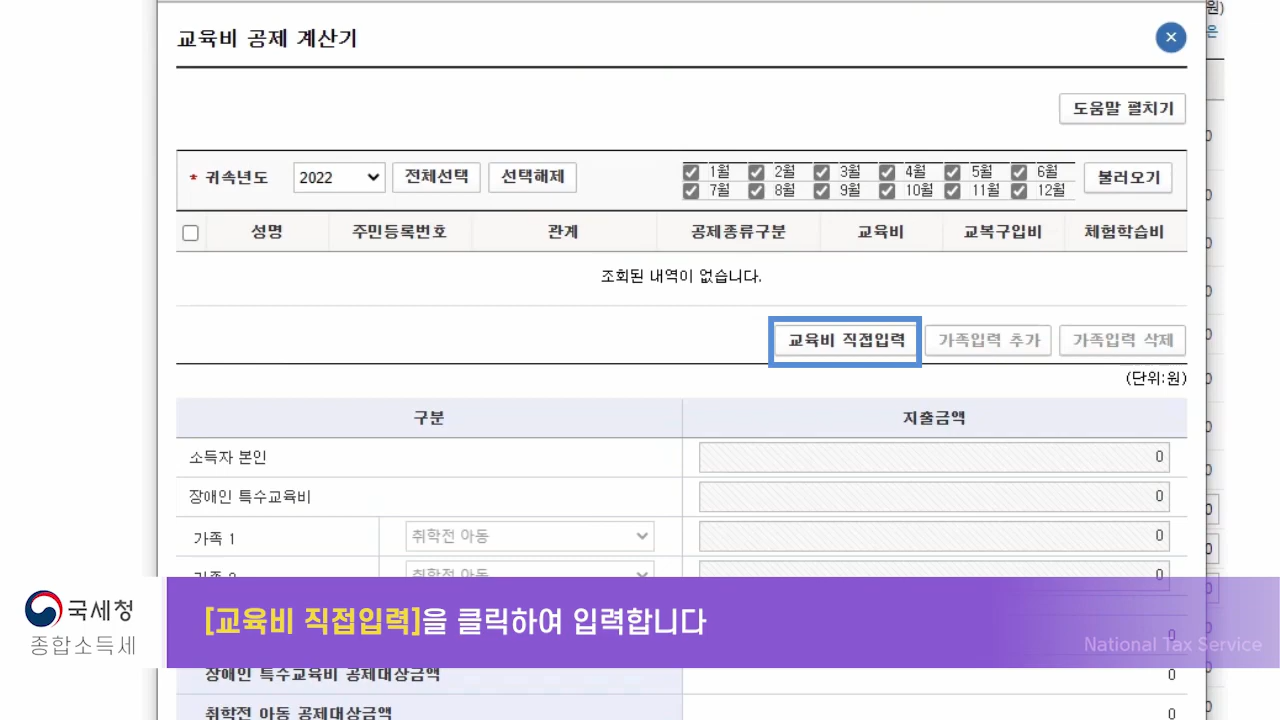 원)
은
교육비 공제 계산기
도움말 펼치기
* 귀속년도 2022 전체선택 선택해제 1월 2월 3월 4월 5월 6월 불러오기
7월 8월 9월 10월 11월 12월
성명 주민등록번호 관계 공제종류구분 교육비 교복구입비 체험학습비
조회된 내역이 없습니다.
교육비 직접입력 가족입력 추가 가족입력 삭제
(단위:원)
구분 지출금액
소득자 본인 0
장애인 특수교육비 0
가족 1 취학전 아동 0
가족 2 취학전 아동 0
국세청
종합소득세
[교육비 직접입력]을 클릭하여 입력합니다
0
National Tax Service
장애인 특수교육비 공제대상금액 0
취학전 아동 공제대상금액 0